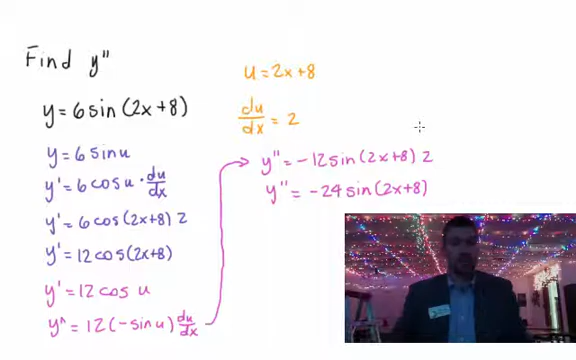 Find y"
y = 6 sin (2x+8)
y = 6 sin u
y' = 6 cos u · du/dx
y' = 6 cos (2x+8) 2
y' = 12 cos (2x+8)
y' = 12 cos u
y" = 12 (-sin u) du/dx
u = 2x+8
du/dx = 2
y" = -12 sin (2x+8) 2
y" = -24 sin (2x+8)